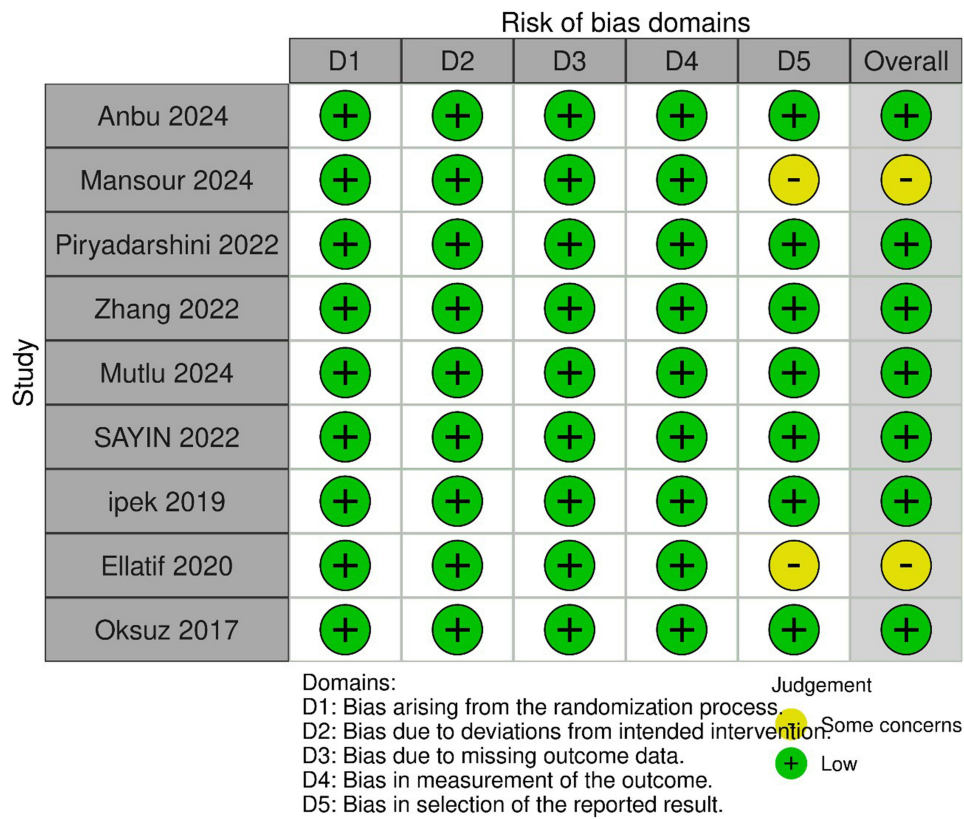 Risk of bias domains
D1 D2 D3 D4 D5 Overall
Anbu 2024 + + + + + +
Mansour 2024 + + + + - -
Piryadarshini 2022 + + + + + +
Zhang 2022 + + + + + +
Mutlu 2024 + + + + + +
SAYIN 2022 + + + + + +
ipek 2019 + + + + + +
Ellatif 2020 + + + + - -
Oksuz 2017 + + + + + +
Study
Domains:
D1: Bias arising from the randomization process.
D2: Bias due to deviations from intended intervention.
D3: Bias due to missing outcome data.
D4: Bias in measurement of the outcome.
D5: Bias in selection of the reported result.
Judgement
- Some concerns
+ Low